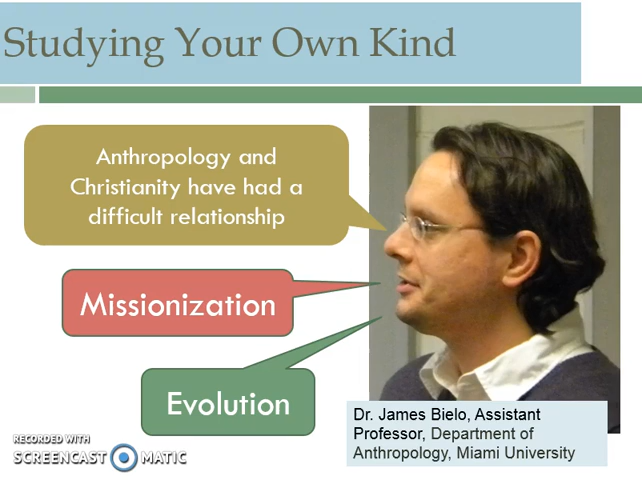 Studying Your Own Kind
Anthropology and
Christianity have had a
difficult relationship
Missionization
Evolution
Dr. James Bielo, Assistant
Professor, Department of
Anthropology, Miami University
RECORDED WITH
SCREENCAST MATIC